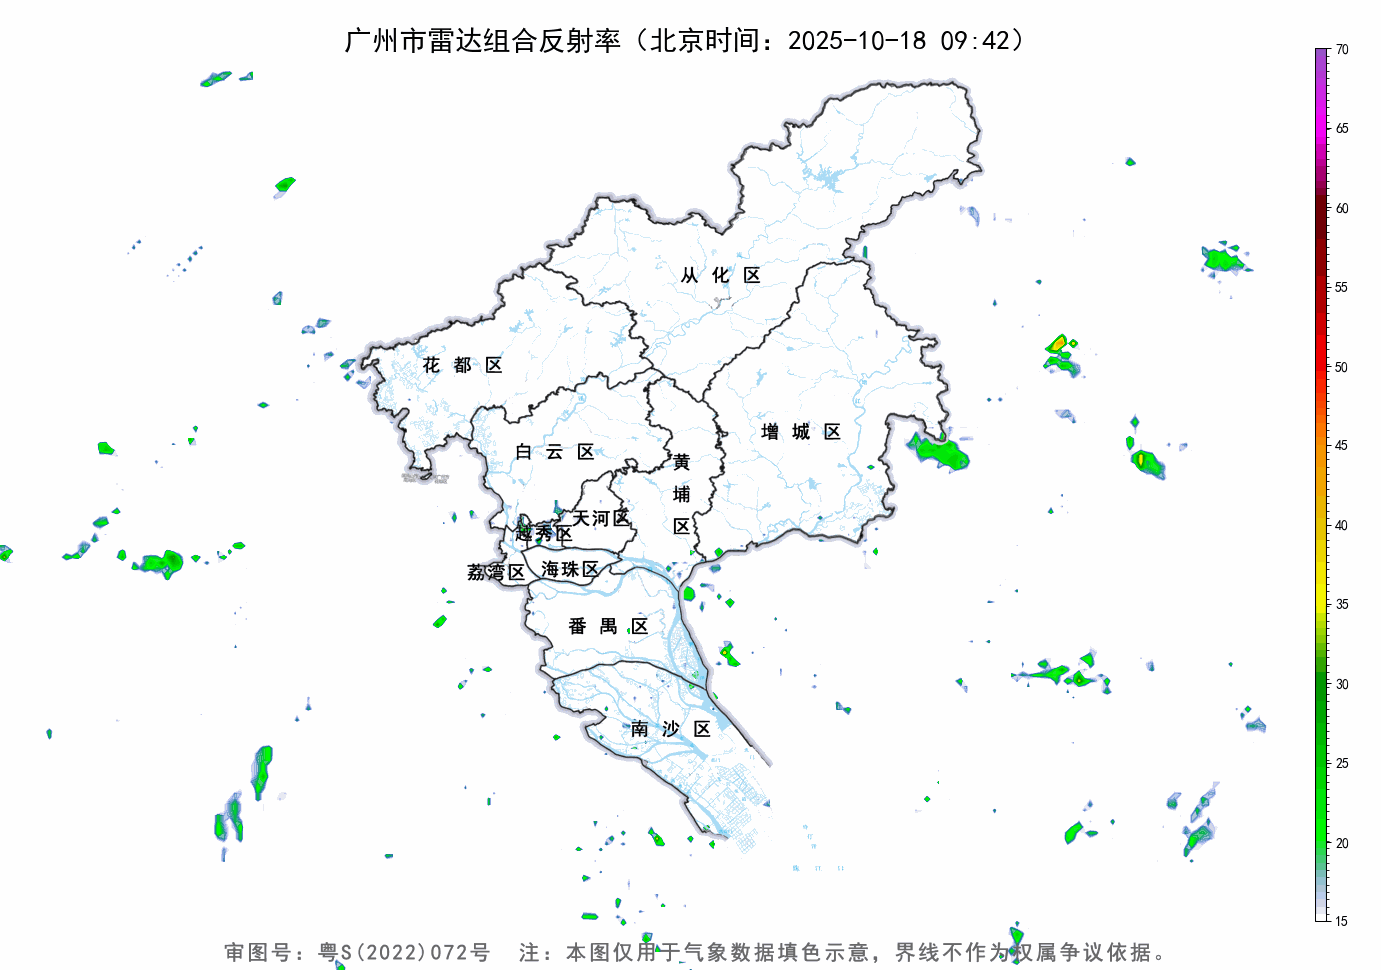 广州市雷达组合反射率（北京时间：2025-10-18 09:42）
70
65
60
55
50
45
40
35
30
25
20
15
从化区
花都区
增城区
白云区
黄埔区
天河区
越秀区
海珠区
荔湾区
番禺区
南沙区
审图号：粤S(2022)072号 注：本图仅用于气象数据填色示意，界线不作为权属争议依据。